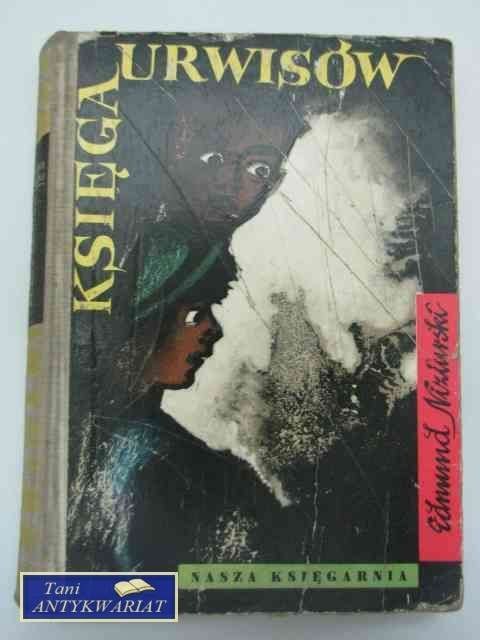 KSIĘGA
URWISÓW
Edmund Niziurski
NASZA KSIĘGARNIA
Tani
ANTYKWARIAT